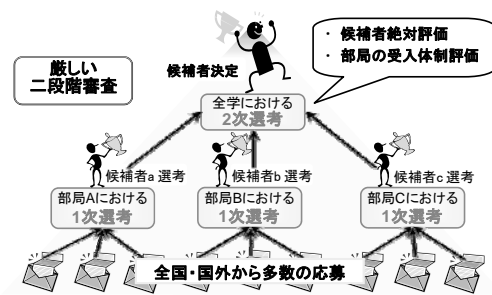 ・ 候補者絶対評価
・ 部局の受入体制評価
厳しい
二段階審査
候補者決定
全学における
2次選考
候補者a 選考
候補者b 選考
候補者c 選考
部局Aにおける
1次選考
部局Bにおける
1次選考
部局Cにおける
1次選考
全国・国外から多数の応募